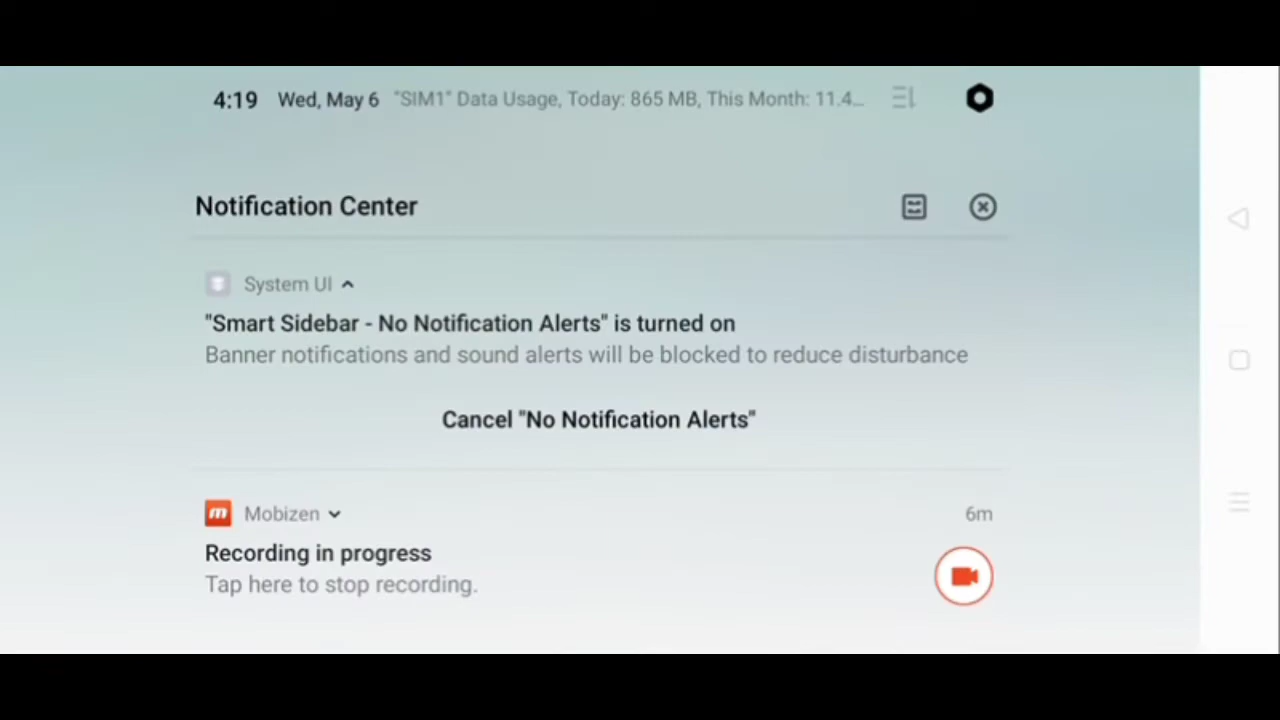 4:19 Wed, May 6 "SIM1" Data Usage, Today: 865 MB, This Month: 11.4...
Notification Center
System UI
"Smart Sidebar - No Notification Alerts" is turned on
Banner notifications and sound alerts will be blocked to reduce disturbance
Cancel "No Notification Alerts"
m Mobizen 6m
Recording in progress
Tap here to stop recording.